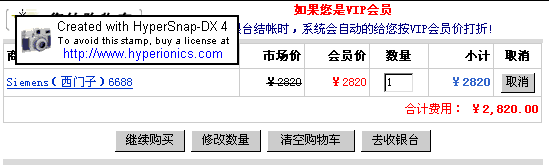 如果您是VIP会员
Created with HyperSnap-DX 4
To avoid this stamp, buy a license at
http://www.hyperionics.com
银台结帐时，系统会自动的给您按VIP会员价打折!
市场价 会员价 数量 小计 取消
Siemens(西门子)6688 ￥2820 ￥2820 1 ￥2820 取消
合计费用： ￥2,820.00
继续购买 修改数量 清空购物车 去收银台